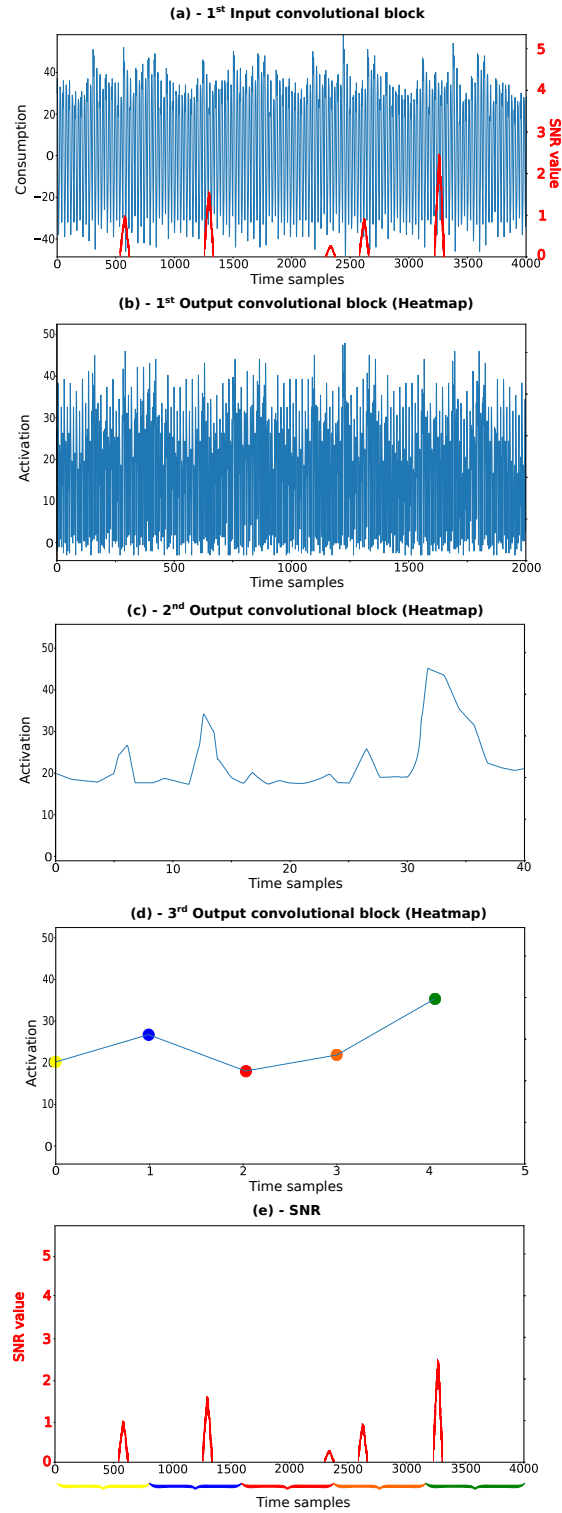 (a) - 1st Input convolutional block
Consumption
40
20
0
−20
−40
5
4
3
2
1
0
SNR value
0 500 1000 1500 2000 2500 3000 3500 4000
Time samples
(b) - 1st Output convolutional block (Heatmap)
Activation
50
40
30
20
10
0
0 500 1000 1500 2000
Time samples
(c) - 2nd Output convolutional block (Heatmap)
Activation
50
40
30
20
10
0
0 10 20 30 40
Time samples
(d) - 3rd Output convolutional block (Heatmap)
Activation
50
40
30
20
10
0
0 1 2 3 4 5
Time samples
(e) - SNR
SNR value
5
4
3
2
1
0
0 500 1000 1500 2000 2500 3000 3500 4000
Time samples